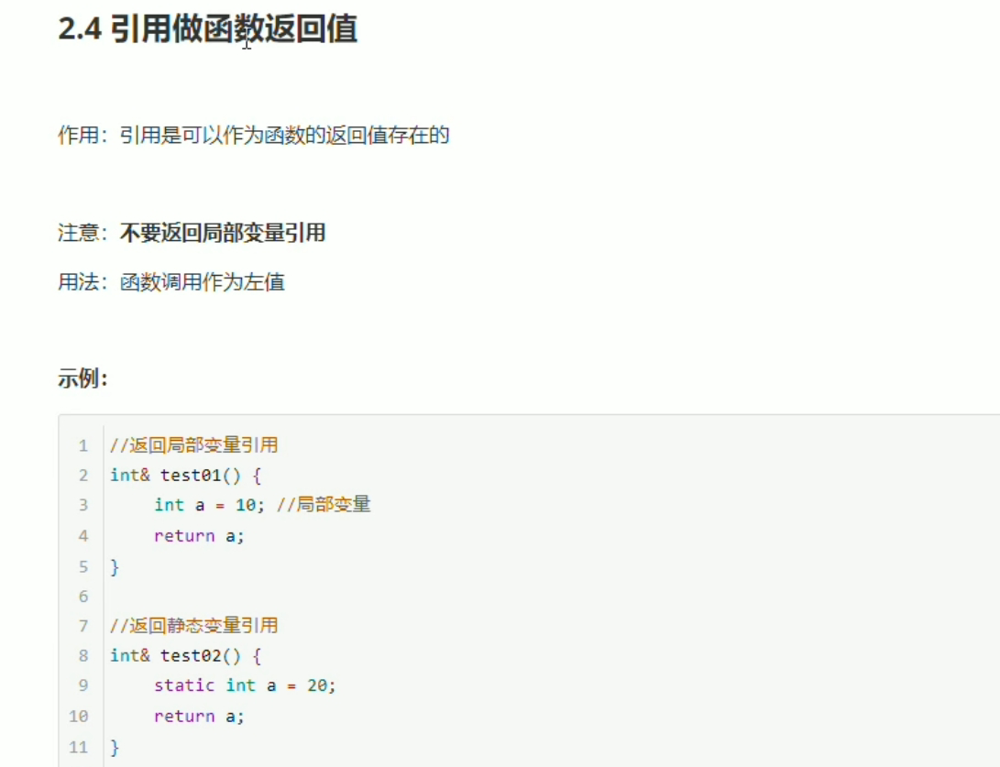 2.4 引用做函数返回值
作用：引用是可以作为函数的返回值存在的
注意：不要返回局部变量引用
用法：函数调用作为左值
示例：
1 //返回局部变量引用
2 int& test01() {
3     int a = 10; //局部变量
4     return a;
5 }
6
7 //返回静态变量引用
8 int& test02() {
9     static int a = 20;
10     return a;
11 }